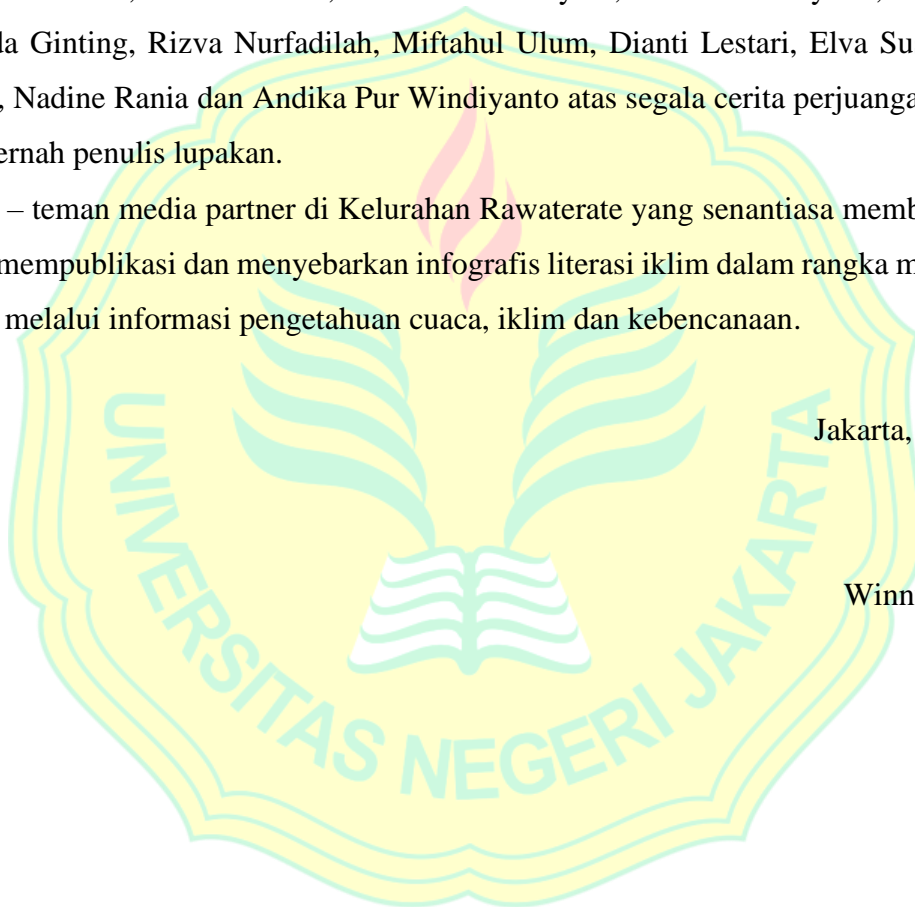 da Ginting, Rizva Nurfadilah, Miftahul Ulum, Dianti Lestari, Elva Su
, Nadine Rania dan Andika Pur Windiyanto atas segala cerita perjuanga
ernah penulis lupakan.
– teman media partner di Kelurahan Rawaterate yang senantiasa memb
mempublikasi dan menyebarkan infografis literasi iklim dalam rangka m
melalui informasi pengetahuan cuaca, iklim dan kebencanaan.
Jakarta,
Winn
UNIVERSITAS NEGERI JAKARTA